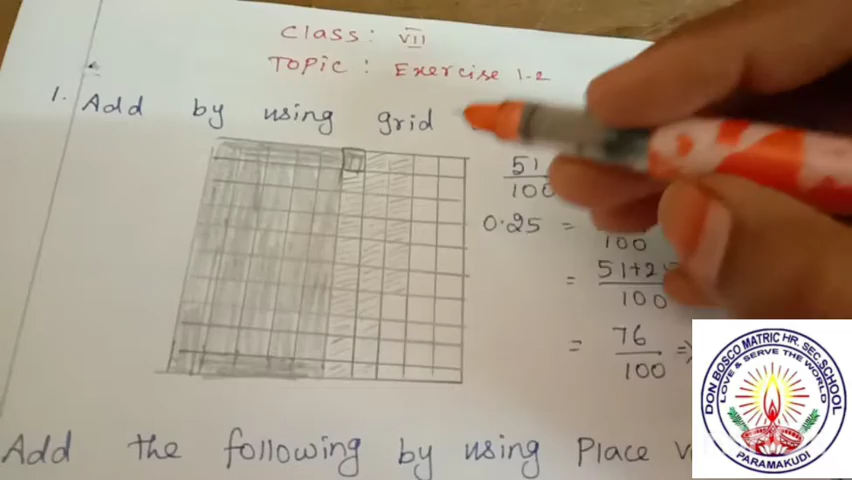 Class: VII
Topic: Exercise 1.2
1. Add by using grid
51
100
0.25 =
100
= 51+2
100
= 76
100
Add the following by using Place
DON BOSCO MATRIC HR. SEC. SCHOOL
LOVE & SERVE THE WORLD
PARAMAKUDI